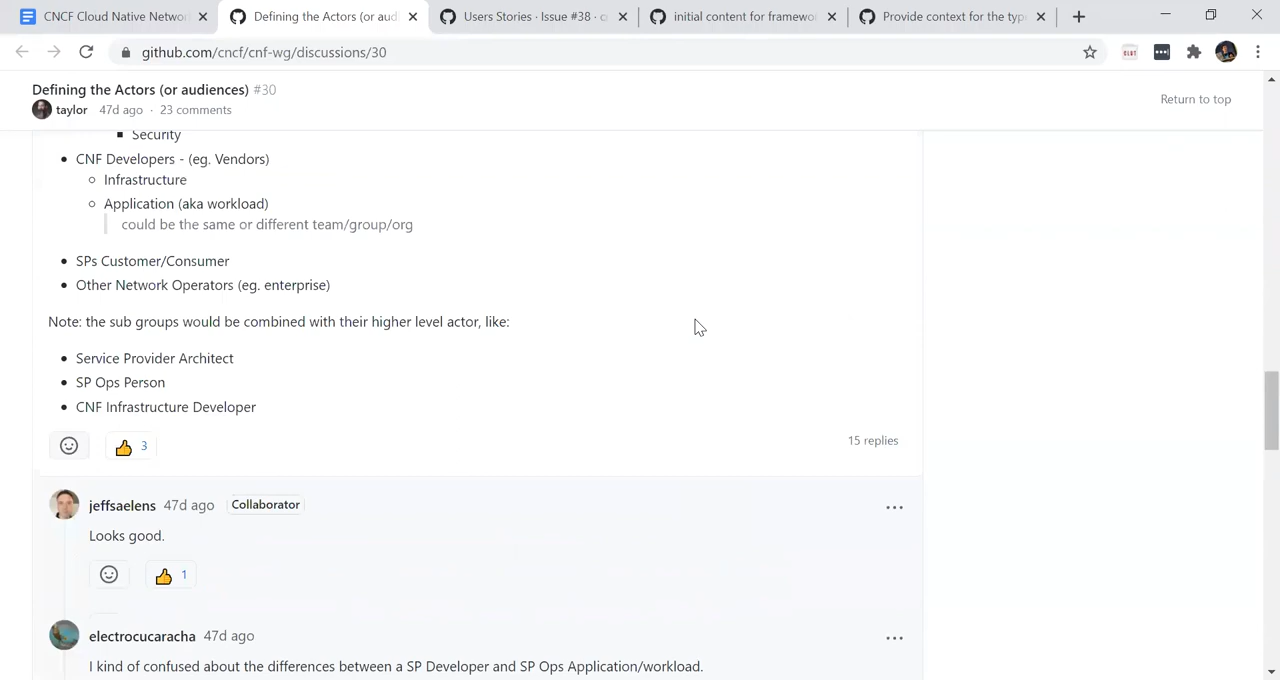 CNCF Cloud Native Networ
Defining the Actors (or aud
Users Stories · Issue #38 · c
initial content for framewo
Provide context for the typ
github.com/cncf/cnf-wg/discussions/30
Defining the Actors (or audiences) #30
taylor 47d ago · 23 comments
Return to top
Security
CNF Developers - (eg. Vendors)
Infrastructure
Application (aka workload)
could be the same or different team/group/org
SPs Customer/Consumer
Other Network Operators (eg. enterprise)
Note: the sub groups would be combined with their higher level actor, like:
Service Provider Architect
SP Ops Person
CNF Infrastructure Developer
3
15 replies
jeffsaelens 47d ago Collaborator
Looks good.
1
electrocucaracha 47d ago
I kind of confused about the differences between a SP Developer and SP Ops Application/workload.